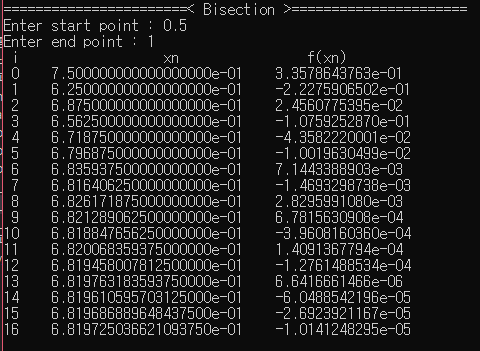 =======================< Bisection >======================
Enter start point : 0.5
Enter end point : 1
i xn f(xn)
0 7.500000000000000000e-01 3.3578643763e-01
1 6.250000000000000000e-01 -2.2275906502e-01
2 6.875000000000000000e-01 2.4560775395e-02
3 6.562500000000000000e-01 -1.0759252870e-01
4 6.718750000000000000e-01 -4.3582220001e-02
5 6.796875000000000000e-01 -1.0019630499e-02
6 6.835937500000000000e-01 7.1443388903e-03
7 6.816406250000000000e-01 -1.4693298738e-03
8 6.826171875000000000e-01 2.8295991080e-03
9 6.821289062500000000e-01 6.7815630908e-04
10 6.818847656250000000e-01 -3.9608160360e-04
11 6.820068359375000000e-01 1.4091367794e-04
12 6.819458007812500000e-01 -1.2761488534e-04
13 6.819763183593750000e-01 6.6416661466e-06
14 6.819610595703125000e-01 -6.0488542196e-05
15 6.819686889648437500e-01 -2.6923921167e-05
16 6.819725036621093750e-01 -1.0141248295e-05